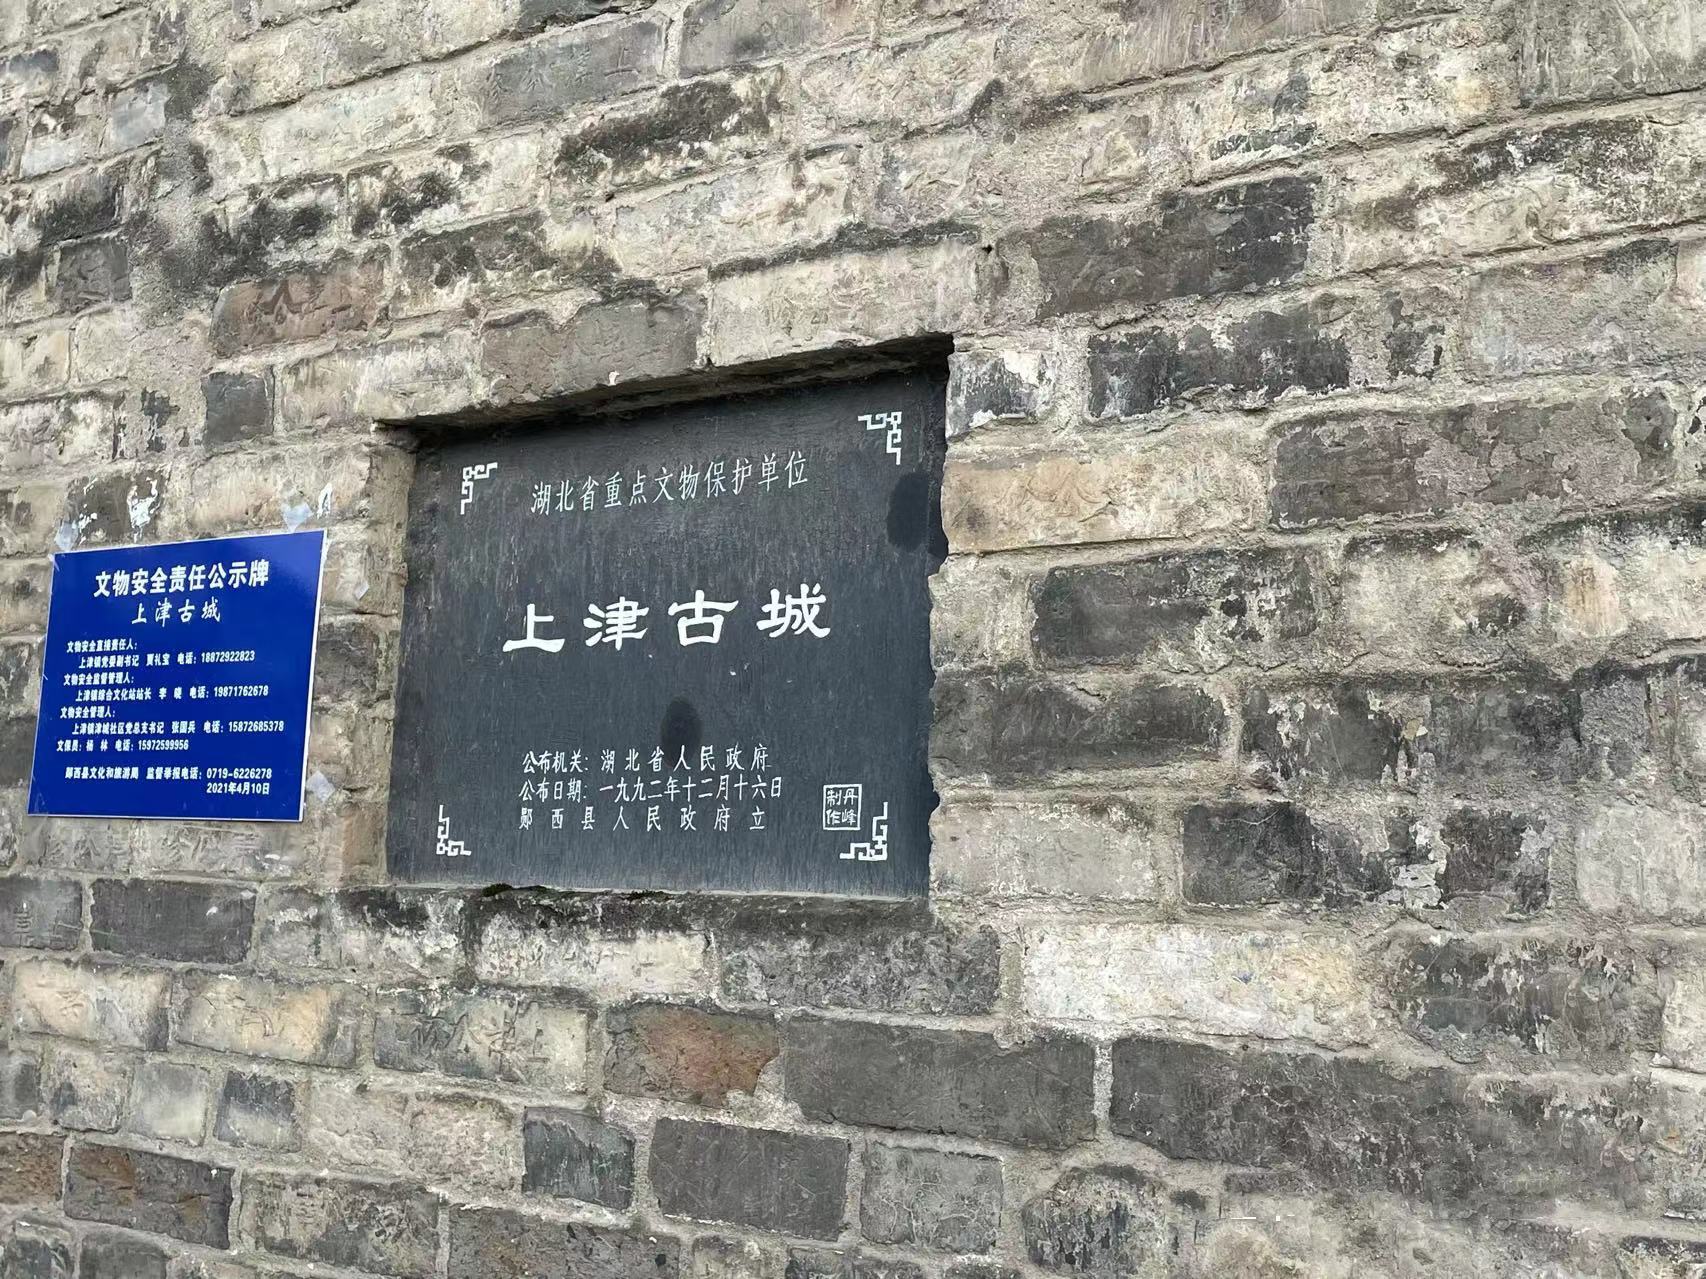 文物安全责任公示牌
上津古城
文物安全直接责任人：
上津镇党委副书记 贾礼宝 电话：18872922823
文物安全监督管理人：
上津镇综合文化站站长 李 晓 电话：19871762678
文物安全管理人：
上津镇津城社区党总支书记 张国兵 电话：15872685378
文保员：杨 林 电话：15972599956
郧西县文化和旅游局 监督举报电话：0719-6226278
2021年4月10日
湖北省重点文物保护单位
上津古城
公布机关：湖北省人民政府
公布日期：一九九二年十二月十六日
郧西县人民政府立
丹峰
制作